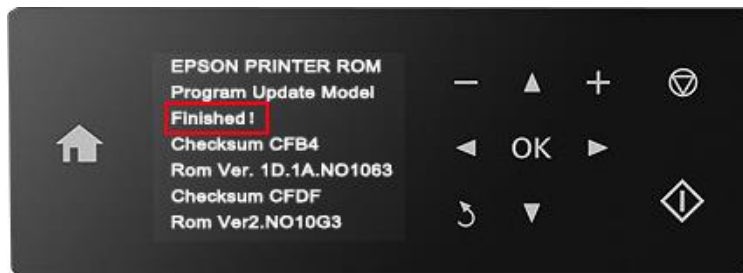 EPSON PRINTER ROM
Program Update Model
Finished!
Checksum CFB4
Rom Ver. 1D.1A.NO1063
Checksum CFDF
Rom Ver2.NO10G3
OK